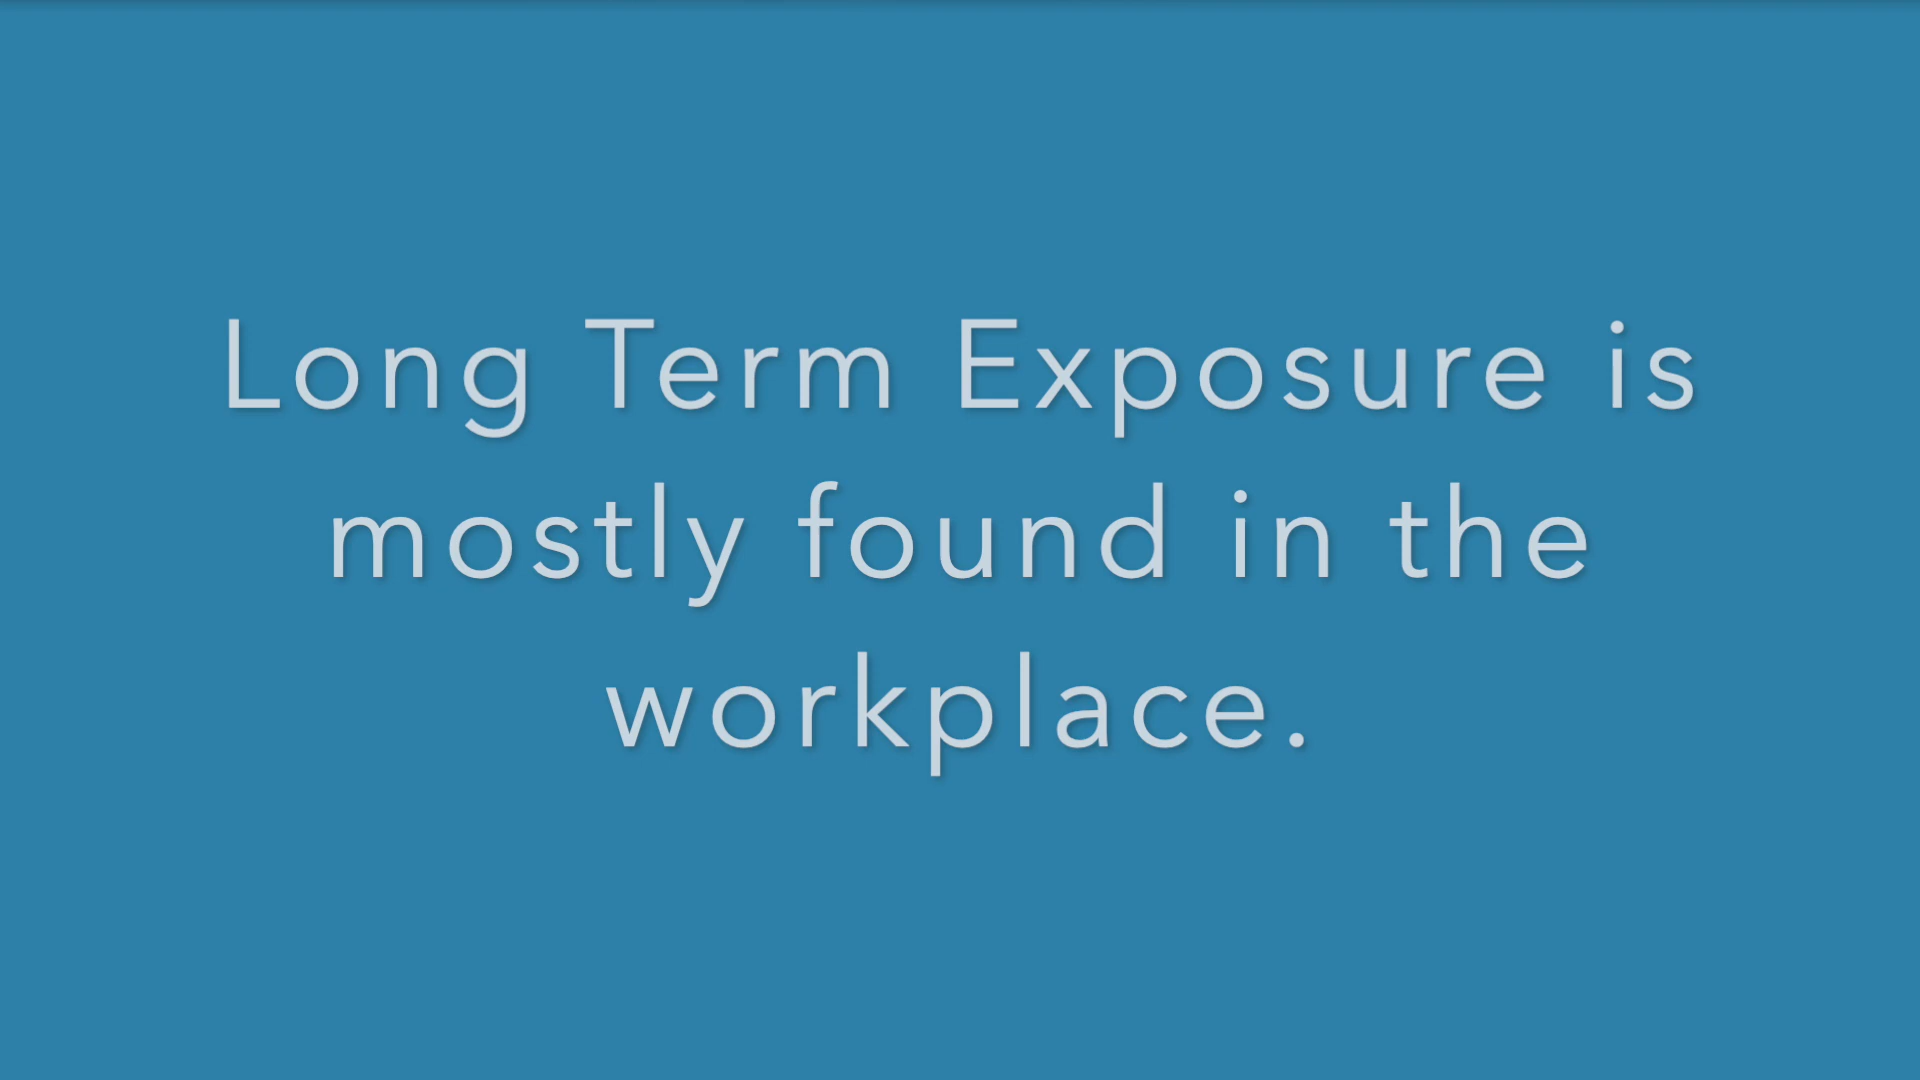 Long Term Exposure is
mostly found in the
workplace.